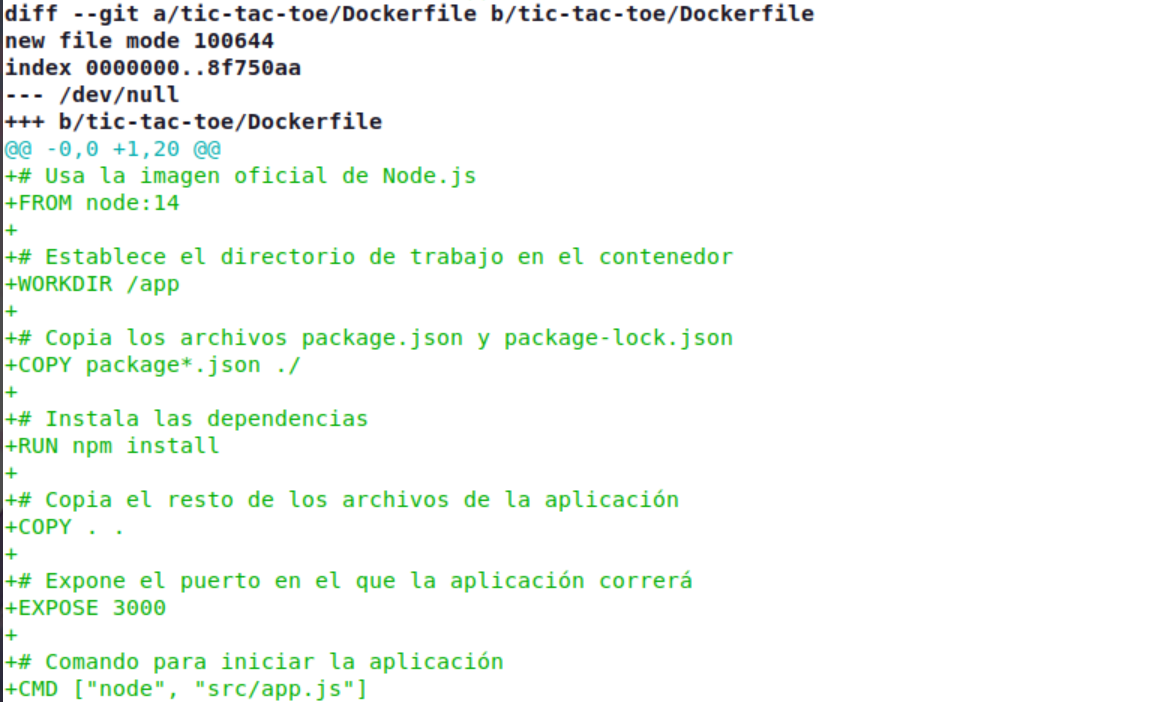 diff --git a/tic-tac-toe/Dockerfile b/tic-tac-toe/Dockerfile
new file mode 100644
index 0000000..8f750aa
--- /dev/null
+++ b/tic-tac-toe/Dockerfile
@@ -0,0 +1,20 @@
+# Usa la imagen oficial de Node.js
+FROM node:14
+
+# Establece el directorio de trabajo en el contenedor
+WORKDIR /app
+
+# Copia los archivos package.json y package-lock.json
+COPY package*.json ./
+
+# Instala las dependencias
+RUN npm install
+
+# Copia el resto de los archivos de la aplicación
+COPY . .
+
+# Expone el puerto en el que la aplicación correrá
+EXPOSE 3000
+
+# Comando para iniciar la aplicación
+CMD ["node", "src/app.js"]